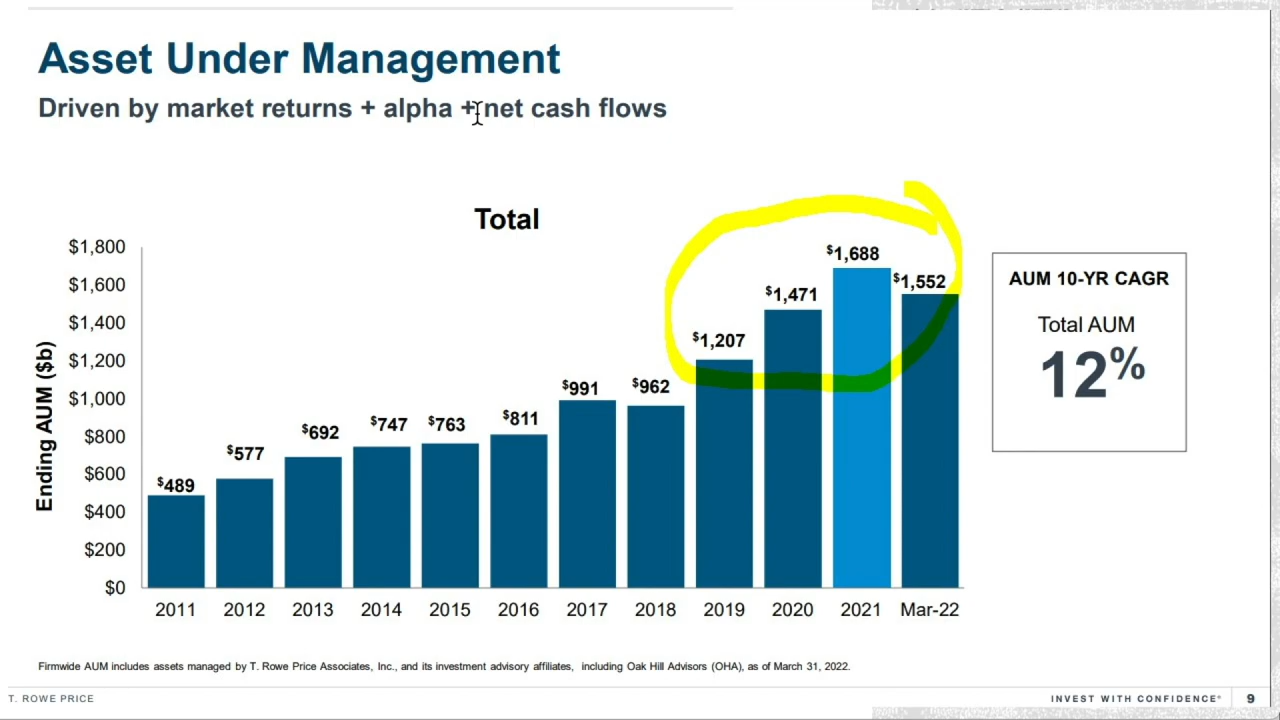 Asset Under Management
Driven by market returns + alpha + net cash flows
Total
Ending AUM ($b)
$1,800
$1,600
$1,400
$1,200
$1,000
$800
$600
$400
$200
$0
$489
$577
$692
$747
$763
$811
$991
$962
$1,207
$1,471
$1,688
$1,552
2011 2012 2013 2014 2015 2016 2017 2018 2019 2020 2021 Mar-22
AUM 10-YR CAGR
Total AUM
12%
Firmwide AUM includes assets managed by T. Rowe Price Associates, Inc., and its investment advisory affiliates, including Oak Hill Advisors (OHA), as of March 31, 2022.
T. ROWE PRICE
INVEST WITH CONFIDENCE®
9